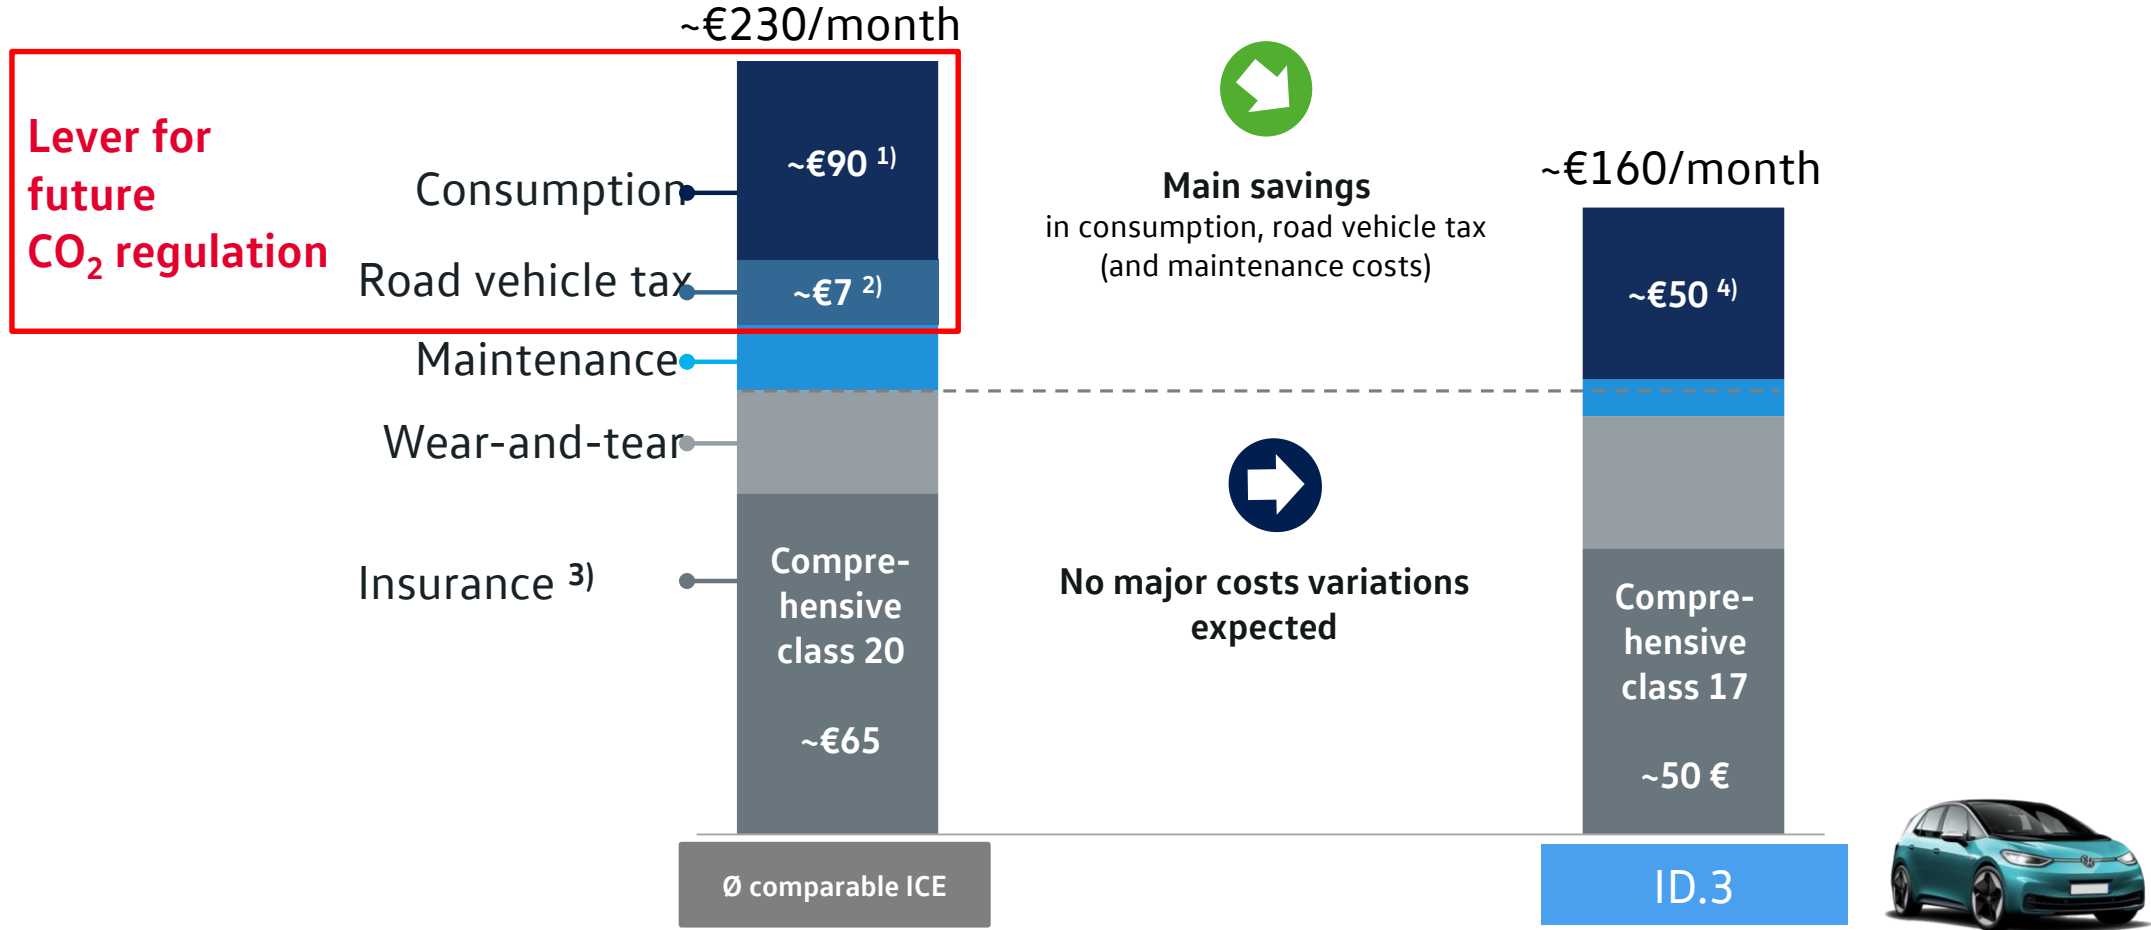 ~€230/month
Lever for
future
CO₂ regulation
Consumption
~€90 ¹⁾
Road vehicle tax
~€7 ²⁾
Maintenance
Wear-and-tear
Insurance ³⁾
Compre-
hensive
class 20
~€65
Ø comparable ICE
Main savings
in consumption, road vehicle tax
(and maintenance costs)
No major costs variations
expected
~€160/month
~€50 ⁴⁾
Compre-
hensive
class 17
~50 €
ID.3